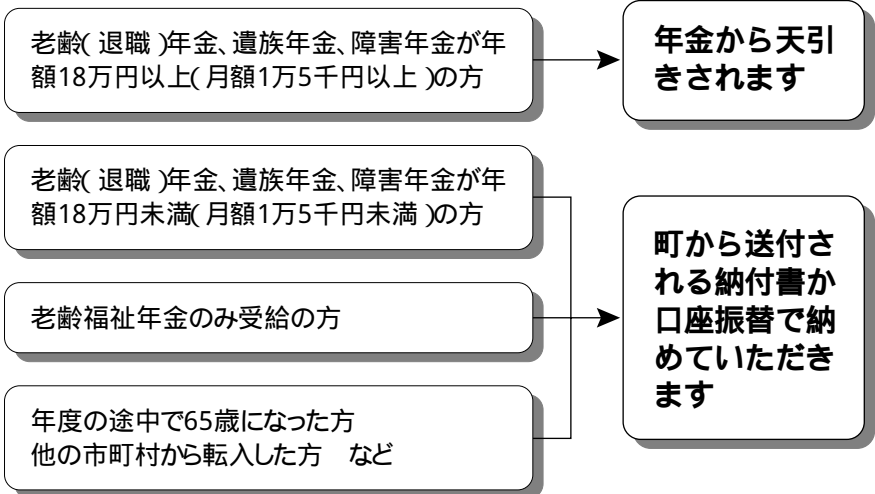 老齢(退職)年金、遺族年金、障害年金が年
額18万円以上(月額1万5千円以上)の方
年金から天引
きされます
老齢(退職)年金、遺族年金、障害年金が年
額18万円未満(月額1万5千円未満)の方
老齢福祉年金のみ受給の方
年度の途中で65歳になった方
他の市町村から転入した方　など
町から送付さ
れる納付書か
口座振替で納
めていただき
ます